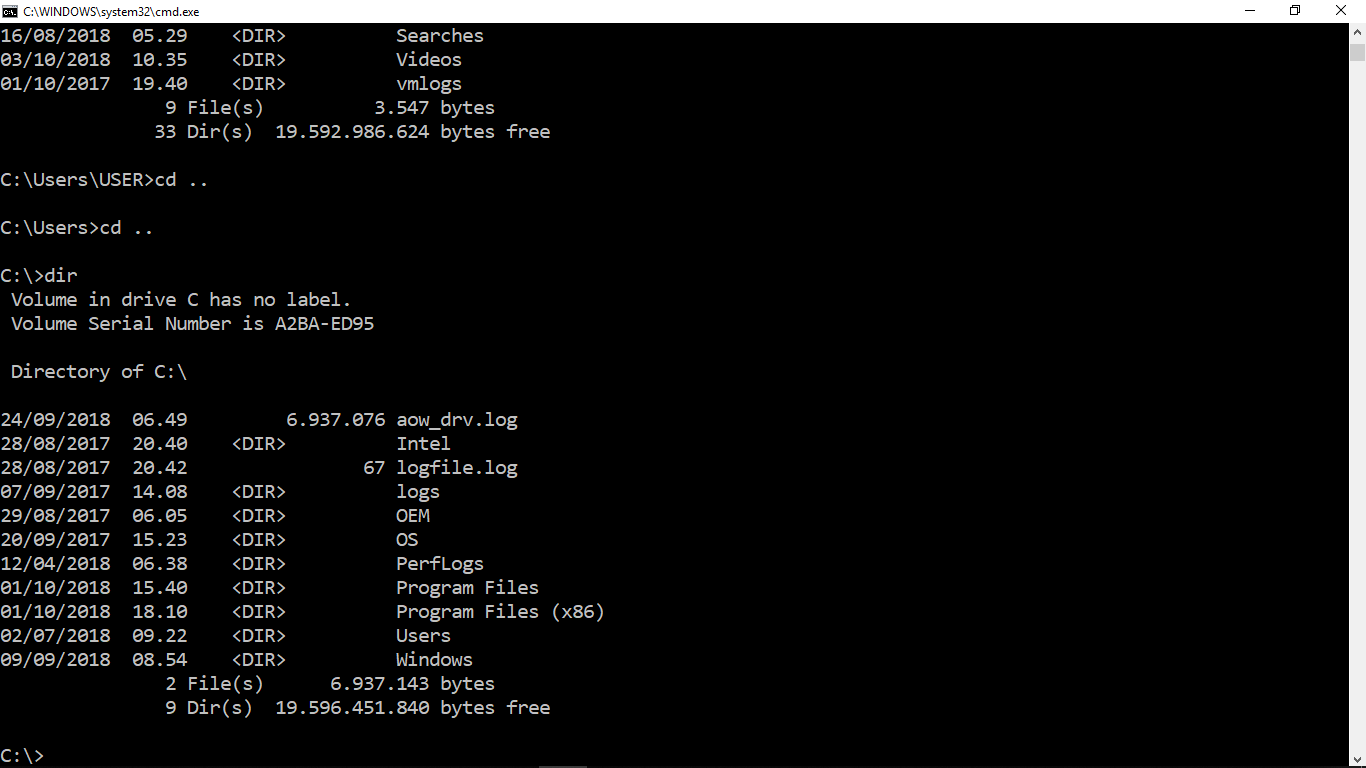 C:\WINDOWS\system32\cmd.exe
16/08/2018  05.29    <DIR>          Searches
03/10/2018  10.35    <DIR>          Videos
01/10/2017  19.40    <DIR>          vmlogs
               9 File(s)          3.547 bytes
              33 Dir(s)  19.592.986.624 bytes free
C:\Users\USER>cd ..
C:\Users>cd ..
C:\>dir
 Volume in drive C has no label.
 Volume Serial Number is A2BA-ED95
 Directory of C:\
24/09/2018  06.49         6.937.076 aow_drv.log
28/08/2017  20.40    <DIR>          Intel
28/08/2017  20.42                67 logfile.log
07/09/2017  14.08    <DIR>          logs
29/08/2017  06.05    <DIR>          OEM
20/09/2017  15.23    <DIR>          OS
12/04/2018  06.38    <DIR>          PerfLogs
01/10/2018  15.40    <DIR>          Program Files
01/10/2018  18.10    <DIR>          Program Files (x86)
02/07/2018  09.22    <DIR>          Users
09/09/2018  08.54    <DIR>          Windows
               2 File(s)      6.937.143 bytes
               9 Dir(s)  19.596.451.840 bytes free
C:\>